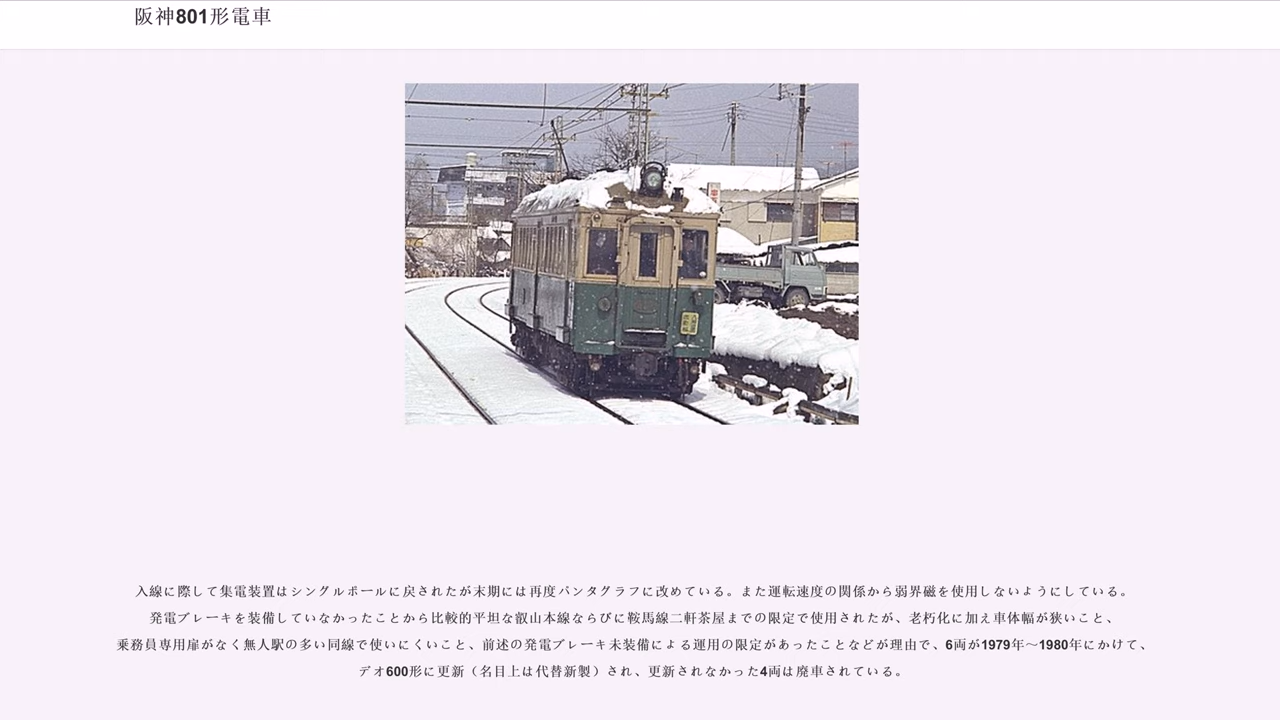 阪神801形電車
入線に際して集電装置はシングルポールに戻されたが末期には再度パンタグラフに改めている。また運転速度の関係から弱界磁を使用しないようにしている。
発電ブレーキを装備していなかったことから比較的平坦な叡山本線ならびに鞍馬線二軒茶屋までの限定で使用されたが、老朽化に加え車体幅が狭いこと、
乗務員専用扉がなく無人駅の多い同線で使いにくいこと、前述の発電ブレーキ未装備による運用の限定があったことなどが理由で、6両が1979年～1980年にかけて、
デオ600形に更新（名目上は代替新製）され、更新されなかった4両は廃車されている。